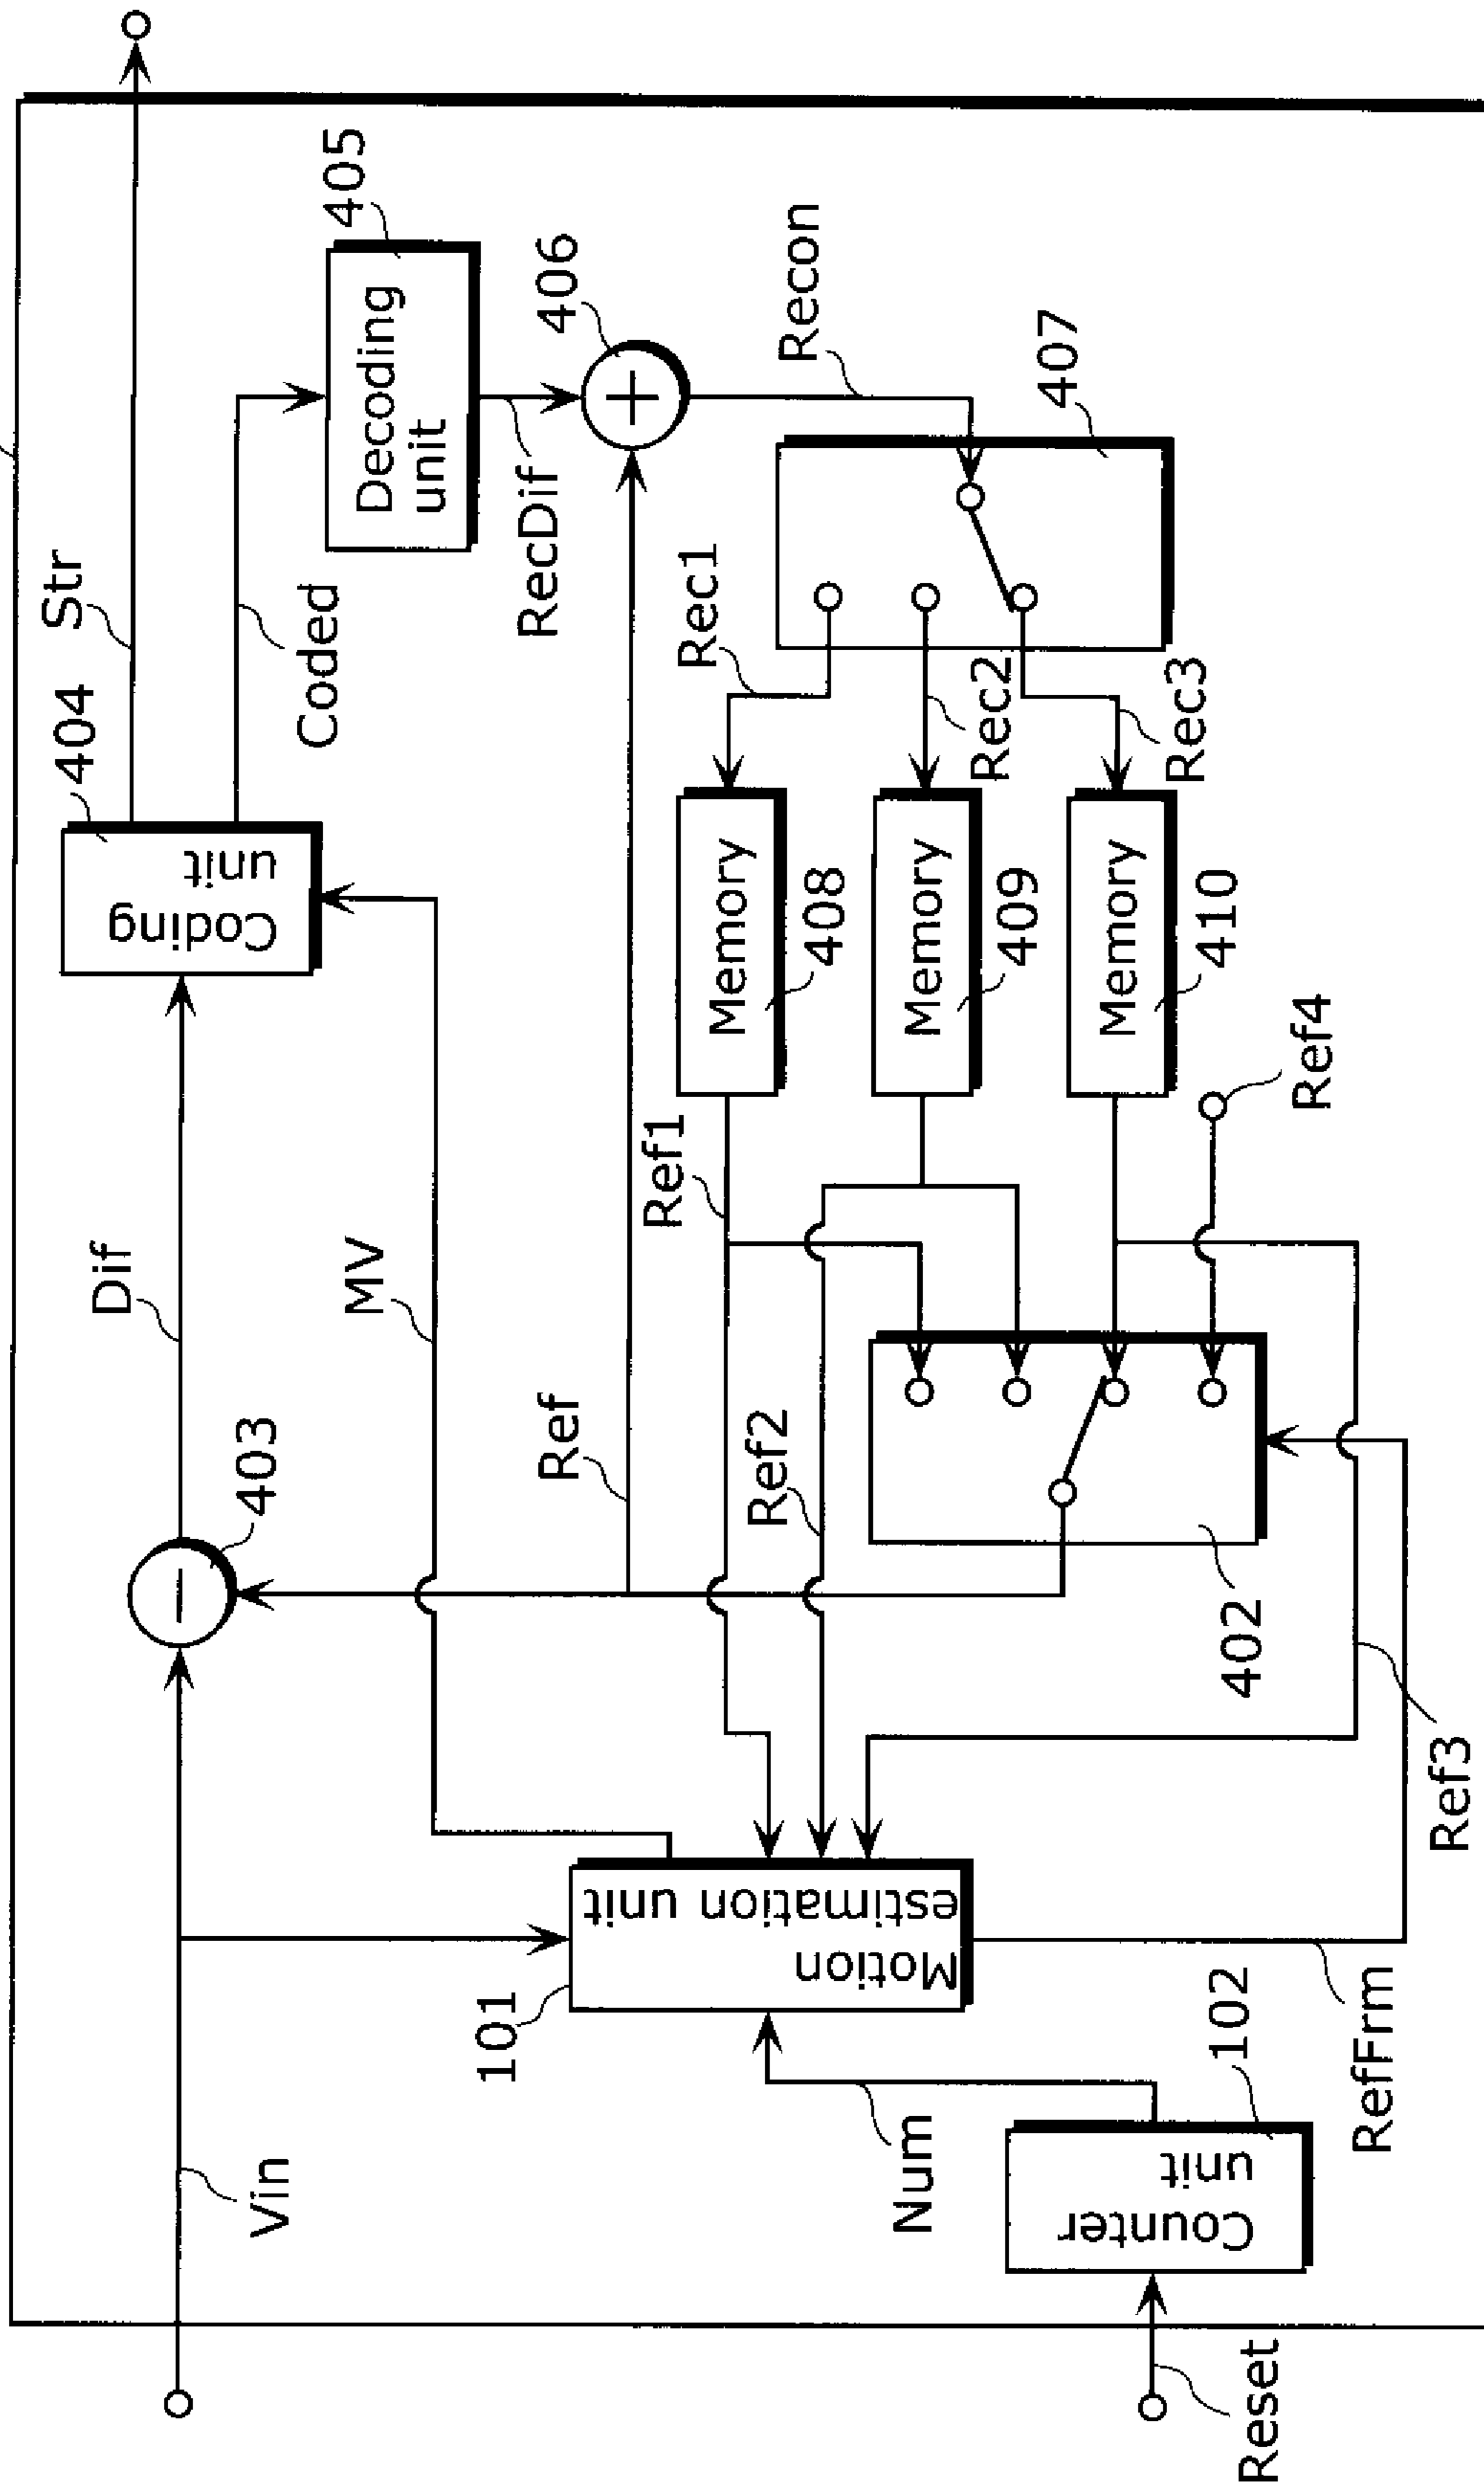 Str
404
Coding
unit
Coded
405
Decoding
unit
406
RecDif
Recon
407
Dif
403
MV
Ref
Rec1
Rec2
Rec3
Memory
408
Memory
409
Memory
410
Ref1
Ref2
Ref4
402
Ref3
Vin
101
Motion
estimation unit
Num
102
Counter
unit
RefFrm
Reset